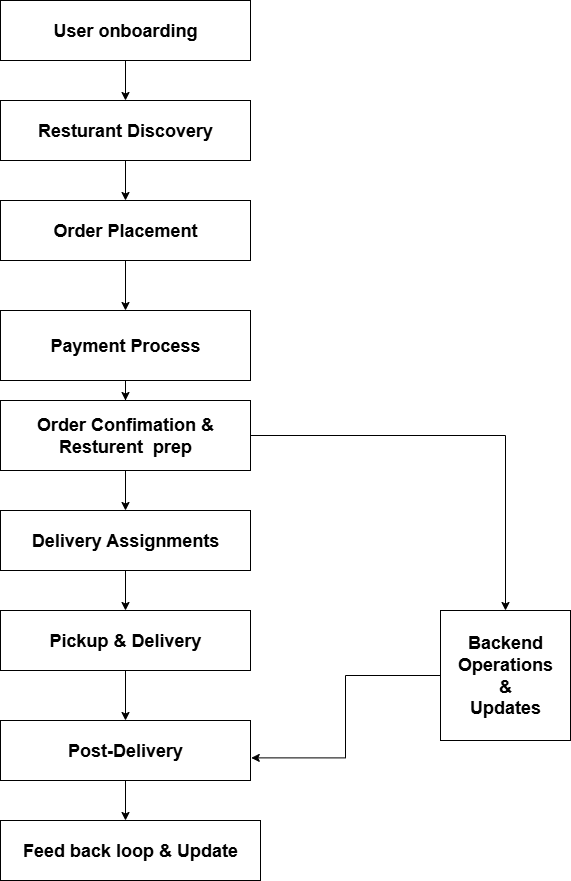 User onboarding
Resturant Discovery
Order Placement
Payment Process
Order Confimation &
Resturent prep
Delivery Assignments
Pickup & Delivery
Backend
Operations
&
Updates
Post-Delivery
Feed back loop & Update